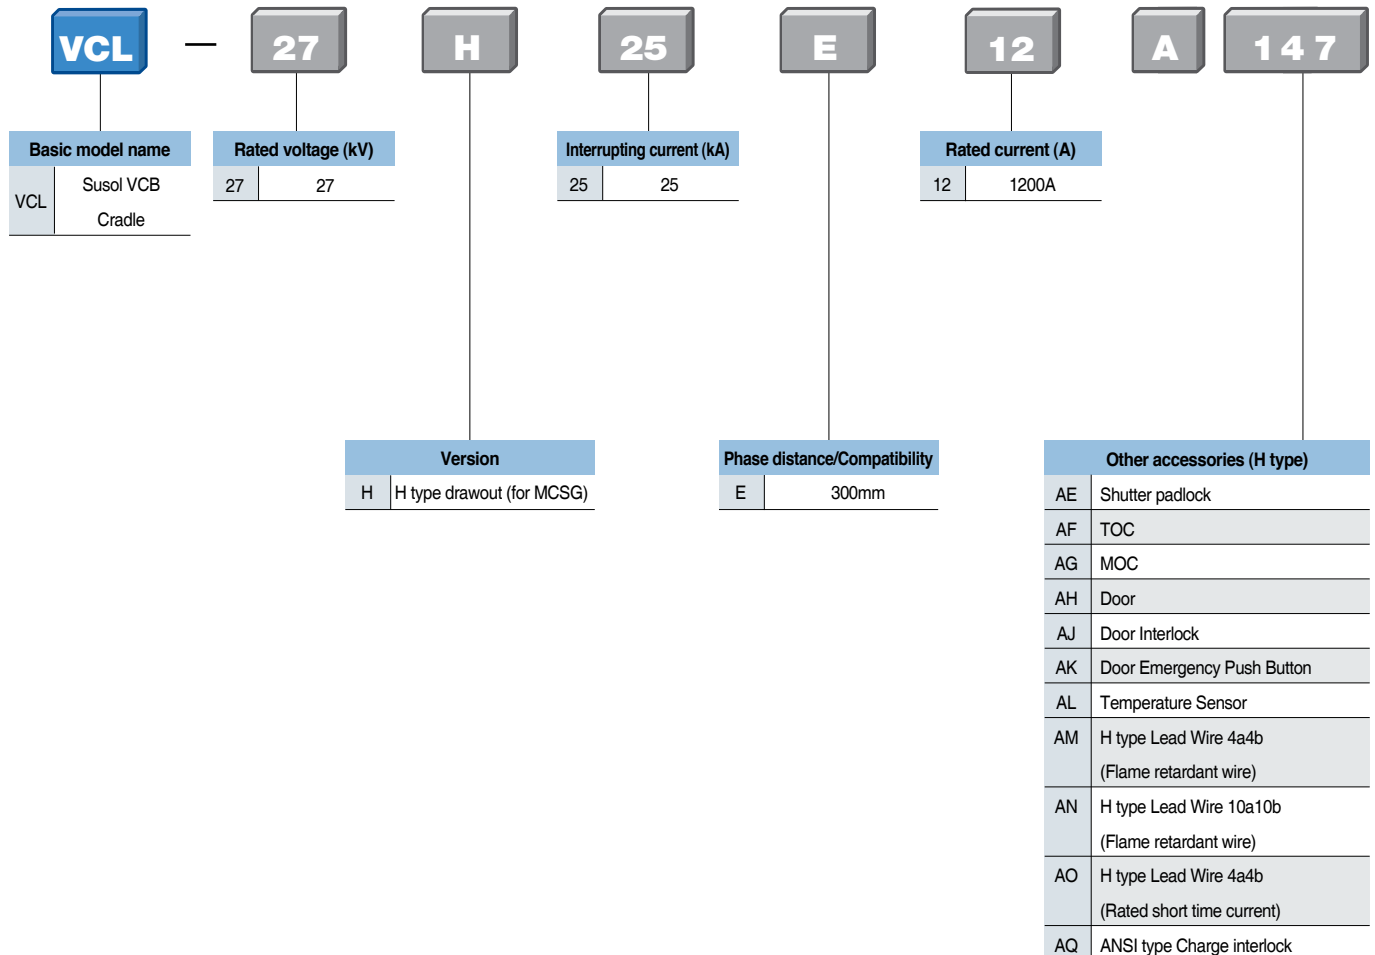 VCL — 27 H 25 E 12 A 1 4 7
Basic model name
VCL Susol VCB
Cradle
Rated voltage (kV)
27 27
Interrupting current (kA)
25 25
Rated current (A)
12 1200A
Version
H H type drawout (for MCSG)
Phase distance/Compatibility
E 300mm
Other accessories (H type)
AE Shutter padlock
AF TOC
AG MOC
AH Door
AJ Door Interlock
AK Door Emergency Push Button
AL Temperature Sensor
AM H type Lead Wire 4a4b
(Flame retardant wire)
AN H type Lead Wire 10a10b
(Flame retardant wire)
AO H type Lead Wire 4a4b
(Rated short time current)
AQ ANSI type Charge interlock